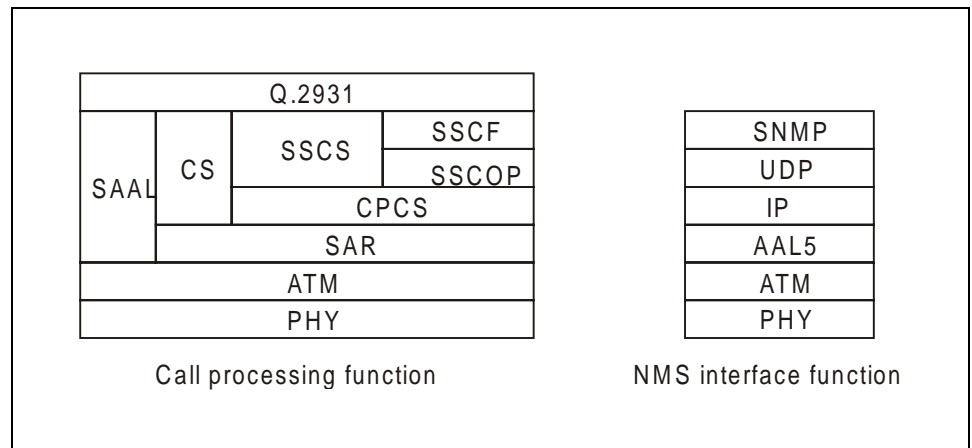 Q.2931
SAAL
CS
SSCS
SSCF
SSCOP
CPCS
SAR
ATM
PHY
Call processing function
SNMP
UDP
IP
AAL5
ATM
PHY
NMS interface function